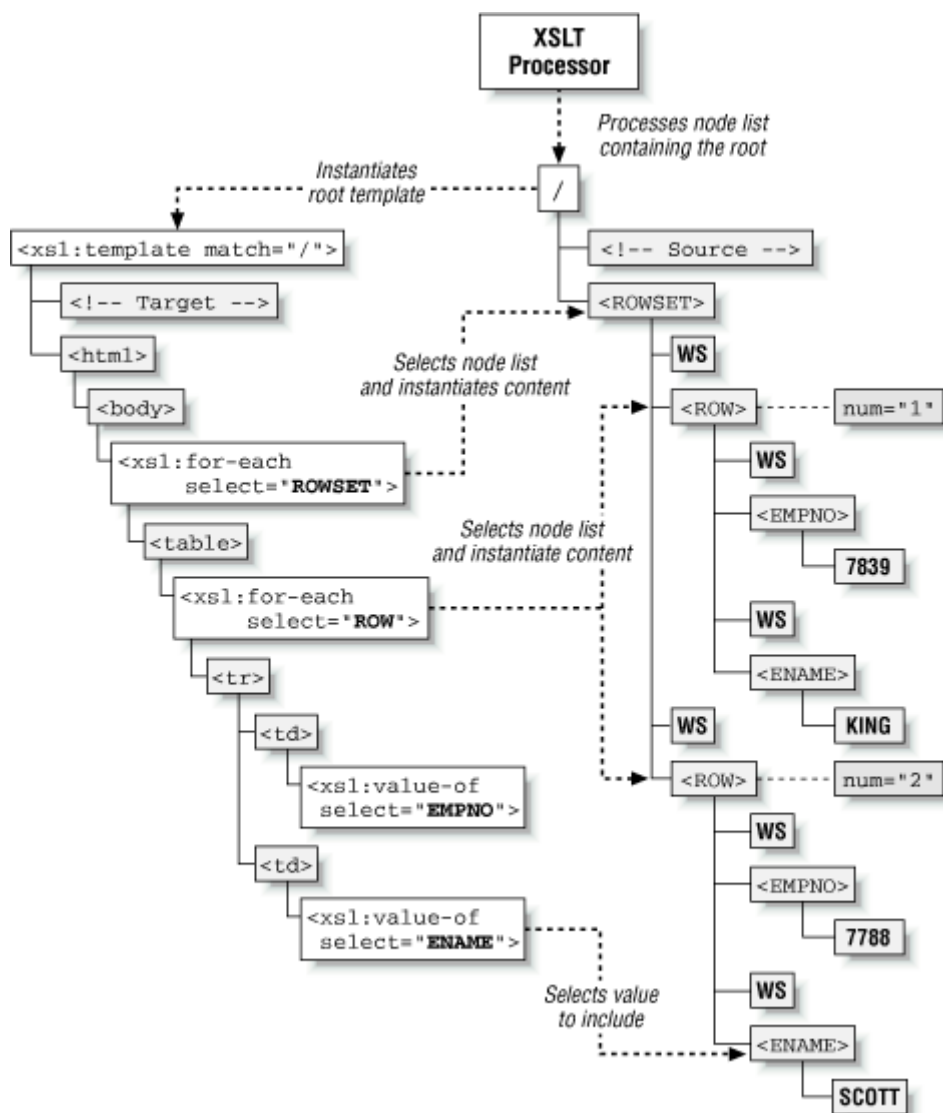 XSLT
Processor
Processes node list
containing the root
Instantiates
root template
/
<xsl:template match="/">
<!-- Source -->
<!-- Target -->
<ROWSET>
<html>
Selects node list
and instantiates content
WS
<body>
<ROW>
num="1"
<xsl:for-each
select="ROWSET">
WS
<table>
<EMPNO>
Selects node list
and instantiate content
7839
<xsl:for-each
select="ROW">
WS
<tr>
<ENAME>
KING
<td>
WS
<xsl:value-of
select="EMPNO">
<ROW>
num="2"
<td>
WS
<xsl:value-of
select="ENAME">
<EMPNO>
7788
Selects value
to include
WS
<ENAME>
SCOTT